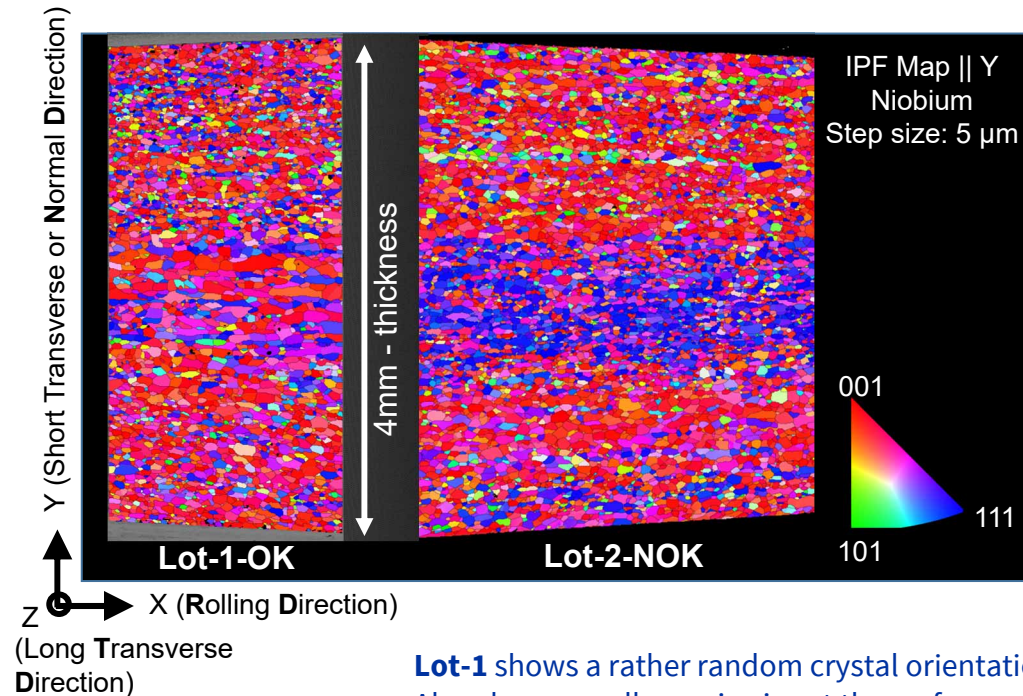 Y (Short Transverse or Normal Direction)
4mm - thickness
IPF Map || Y
Niobium
Step size: 5 µm
001
111
101
Lot-1-OK
Lot-2-NOK
Z
X (Rolling Direction)
(Long Transverse
Direction)
Lot-1 shows a rather random crystal